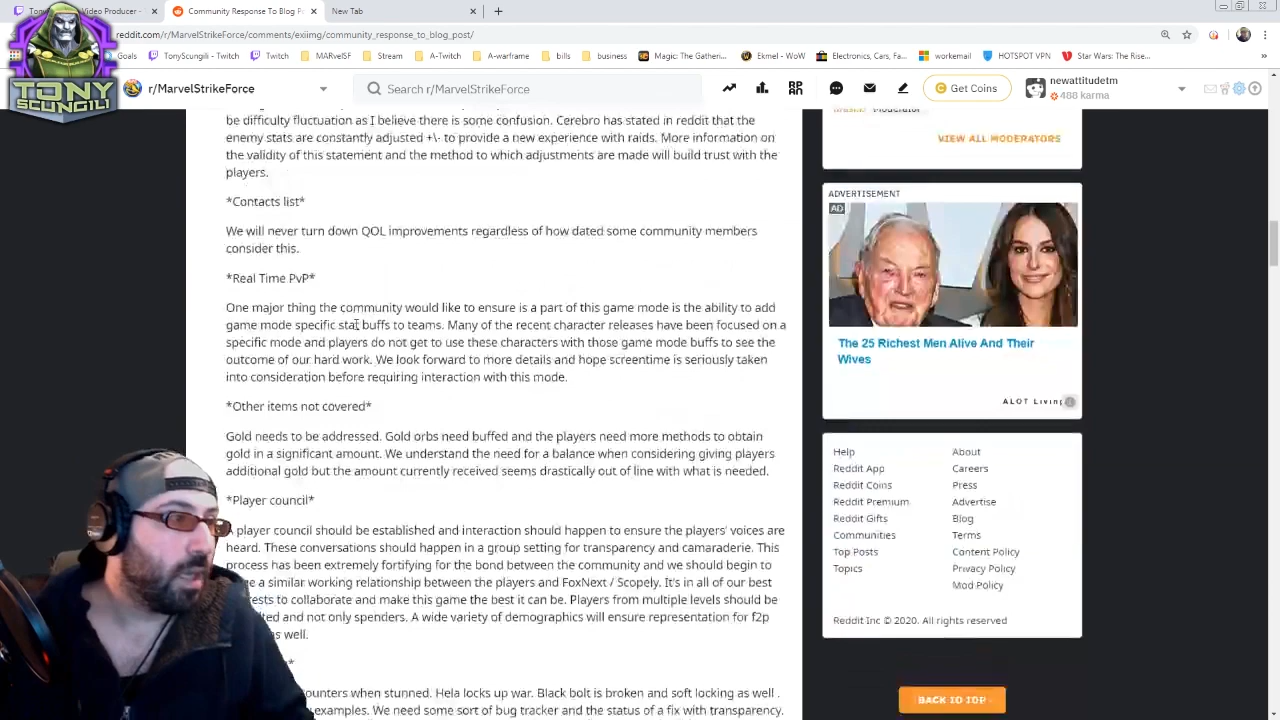 Video Producer -
Community Response To Blog Po
New Tab
reddit.com/r/MarvelStrikeForce/comments/exiimg/community_response_to_blog_post/
Goals TonyScungili / Twitch Twitch MARvelSF Stream A-Twitch A-warframe bills business Magic: The Gatheri... Ekmel - WoW Electronics, Cars, Fa... workemail HOTSPOT VPN Star Wars: The Rise...
TONY
SCUNGILI
r/MarvelStrikeForce
Search r/MarvelStrikeForce
Get Coins
newattitudetm
488 karma
be difficulty fluctuation as I believe there is some confusion. Cerebro has stated in reddit that the
enemy stats are constantly adjusted +\- to provide a new experience with raids. More information on
the validity of this statement and the method to which adjustments are made will build trust with the
players.
*Contacts list*
We will never turn down QOL improvements regardless of how dated some community members
consider this.
*Real Time PvP*
One major thing the community would like to ensure is a part of this game mode is the ability to add
game mode specific stat buffs to teams. Many of the recent character releases have been focused on a
specific mode and players do not get to use these characters with those game mode buffs to see the
outcome of our hard work. We look forward to more details and hope screentime is seriously taken
into consideration before requiring interaction with this mode.
*Other items not covered*
Gold needs to be addressed. Gold orbs need buffed and the players need more methods to obtain
gold in a significant amount. We understand the need for a balance when considering giving players
additional gold but the amount currently received seems drastically out of line with what is needed.
*Player council*
A player council should be established and interaction should happen to ensure the players' voices are
heard. These conversations should happen in a group setting for transparency and camaraderie. This
process has been extremely fortifying for the bond between the community and we should begin to
a similar working relationship between the players and FoxNext / Scopely. It's in all of our best
to collaborate and make this game the best it can be. Players from multiple levels should be
and not only spenders. A wide variety of demographics will ensure representation for f2p
as well.
ounters when stunned. Hela locks up war. Black bolt is broken and soft locking as well .
examples. We need some sort of bug tracker and the status of a fix with transparency.
Moderator
VIEW ALL MODERATORS
ADVERTISEMENT
AD
The 25 Richest Men Alive And Their
Wives
ALOT Living
Help About
Reddit App Careers
Reddit Coins Press
Reddit Premium Advertise
Reddit Gifts Blog
Communities Terms
Top Posts Content Policy
Topics Privacy Policy
Mod Policy
Reddit Inc © 2020. All rights reserved
BACK TO TOP